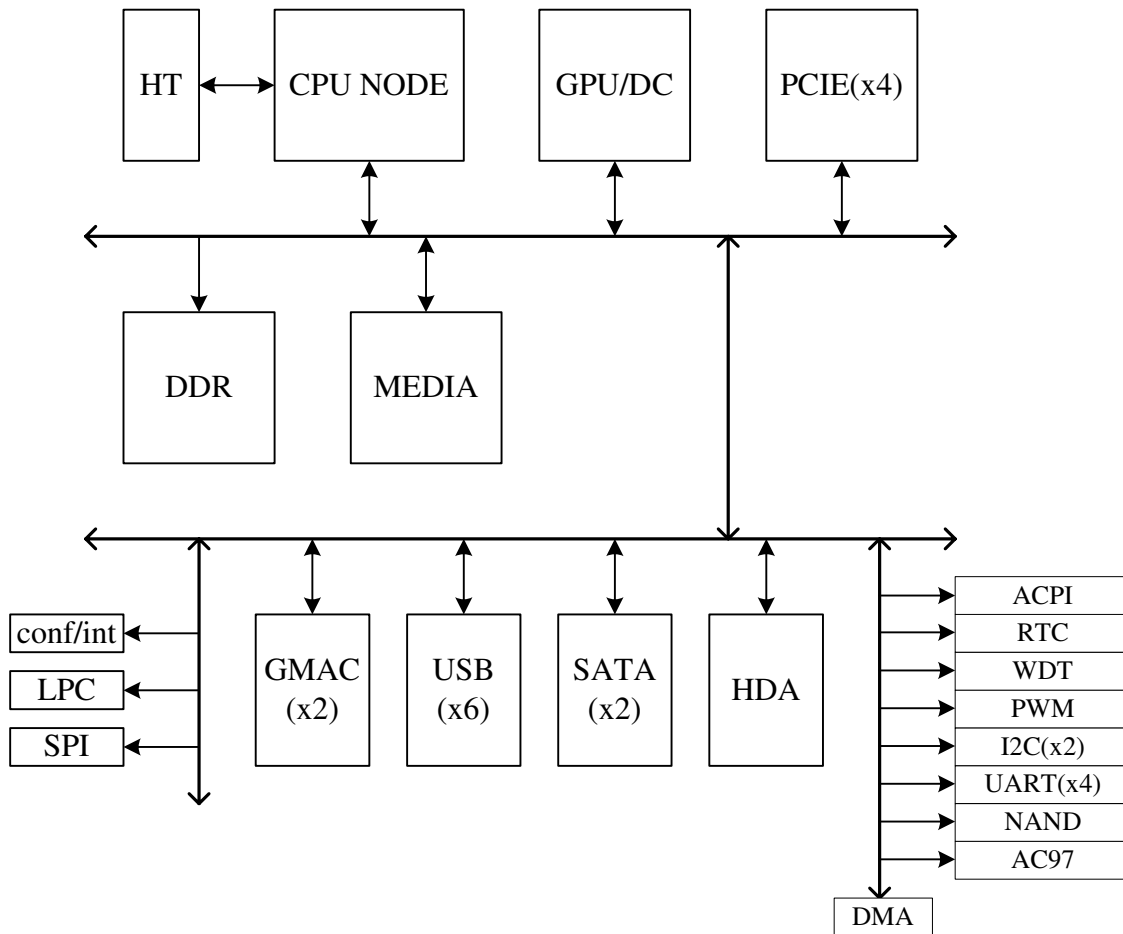 HT
CPU NODE
GPU/DC
PCIE(x4)
DDR
MEDIA
conf/int
LPC
SPI
GMAC
(x2)
USB
(x6)
SATA
(x2)
HDA
ACPI
RTC
WDT
PWM
I2C(x2)
UART(x4)
NAND
AC97
DMA